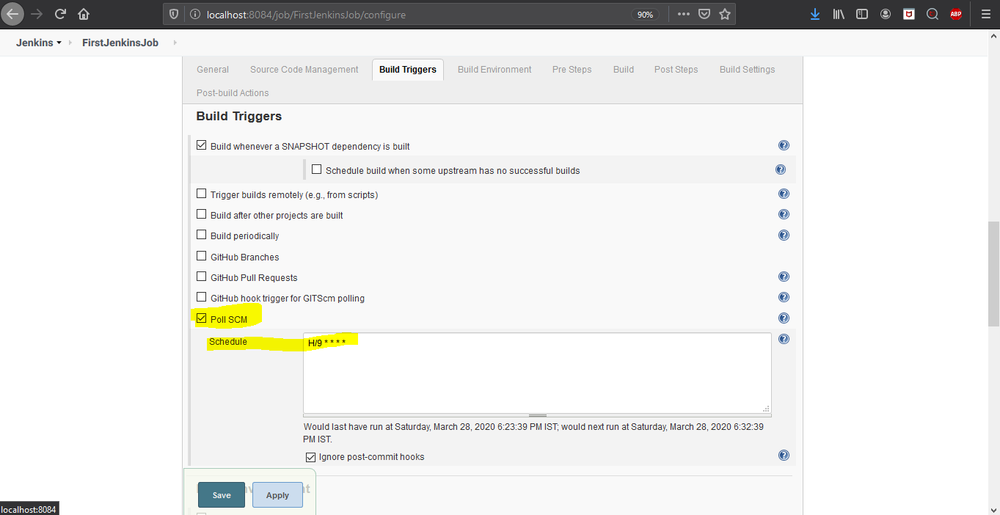 localhost:8084/job/FirstJenkinsJob/configure
90%
ABP
Jenkins
FirstJenkinsJob
General
Source Code Management
Build Triggers
Build Environment
Pre Steps
Build
Post Steps
Build Settings
Post-build Actions
Build Triggers
Build whenever a SNAPSHOT dependency is built
Schedule build when some upstream has no successful builds
Trigger builds remotely (e.g., from scripts)
Build after other projects are built
Build periodically
GitHub Branches
GitHub Pull Requests
GitHub hook trigger for GITScm polling
Poll SCM
Schedule
H/9 * * * *
Would last have run at Saturday, March 28, 2020 6:23:39 PM IST; would next run at Saturday, March 28, 2020 6:32:39
PM IST.
Ignore post-commit hooks
Save
Apply
localhost:8084